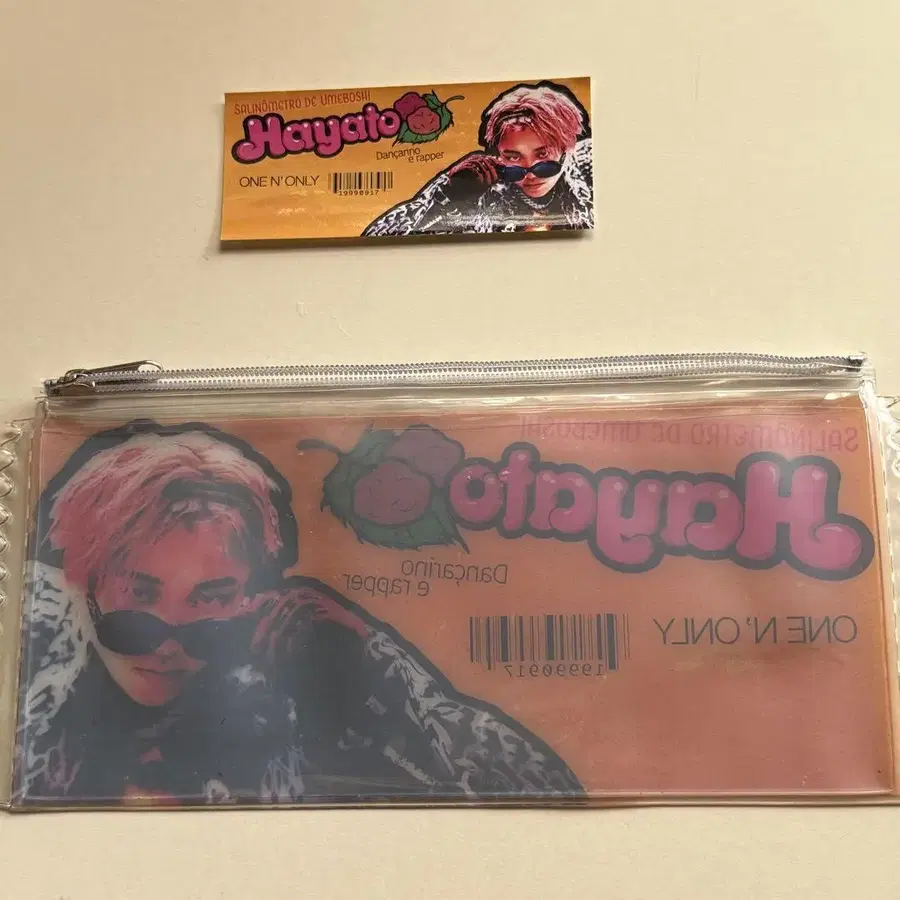 SALINÔMETRO DE UMEBOSHI
Hayato
Dançarino
e rapper
ONE N' ONLY
19990917
SALINÔMETRO DE UMEBOSHI
Hayato
Dançarino
e rapper
ONE N' ONLY
19990917